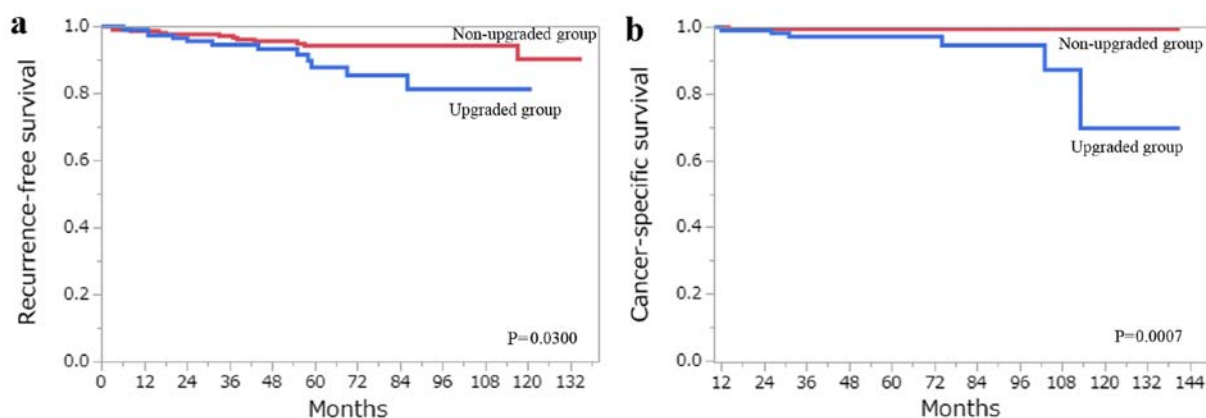 a
Recurrence-free survival
1.0
0.8
0.6
0.4
0.2
0.0
Non-upgraded group
Upgraded group
P=0.0300
0 12 24 36 48 60 72 84 96 108 120 132
Months
b
Cancer-specific survival
1.0
0.8
0.6
0.4
0.2
0.0
Non-upgraded group
Upgraded group
P=0.0007
12 24 36 48 60 72 84 96 108 120 132 144
Months